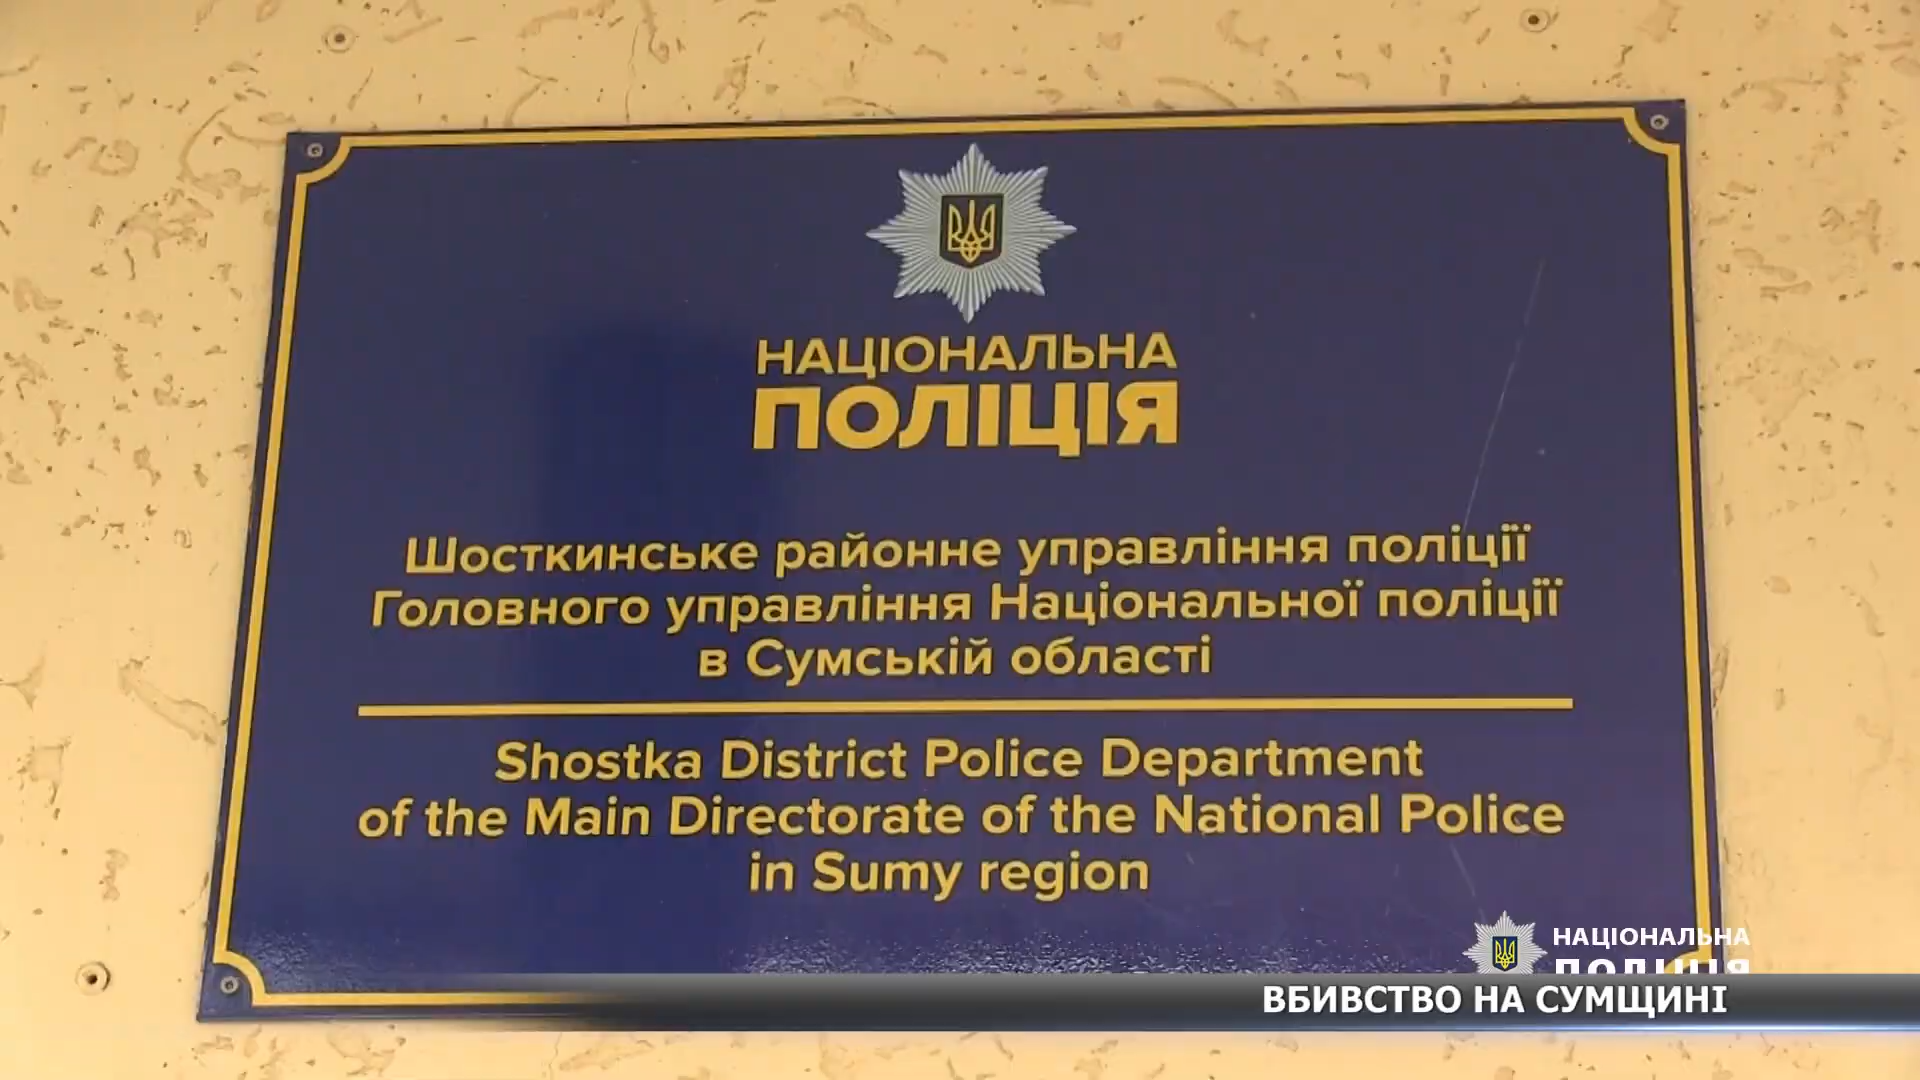 НАЦІОНАЛЬНА
ПОЛІЦІЯ
Шосткинське районне управління поліції
Головного управління Національної поліції
в Сумській області
Shostka District Police Department
of the Main Directorate of the National Police
in Sumy region
НАЦІОНАЛЬНА
ПОЛІЦІЯ
ВБИВСТВО НА СУМЩИНІ